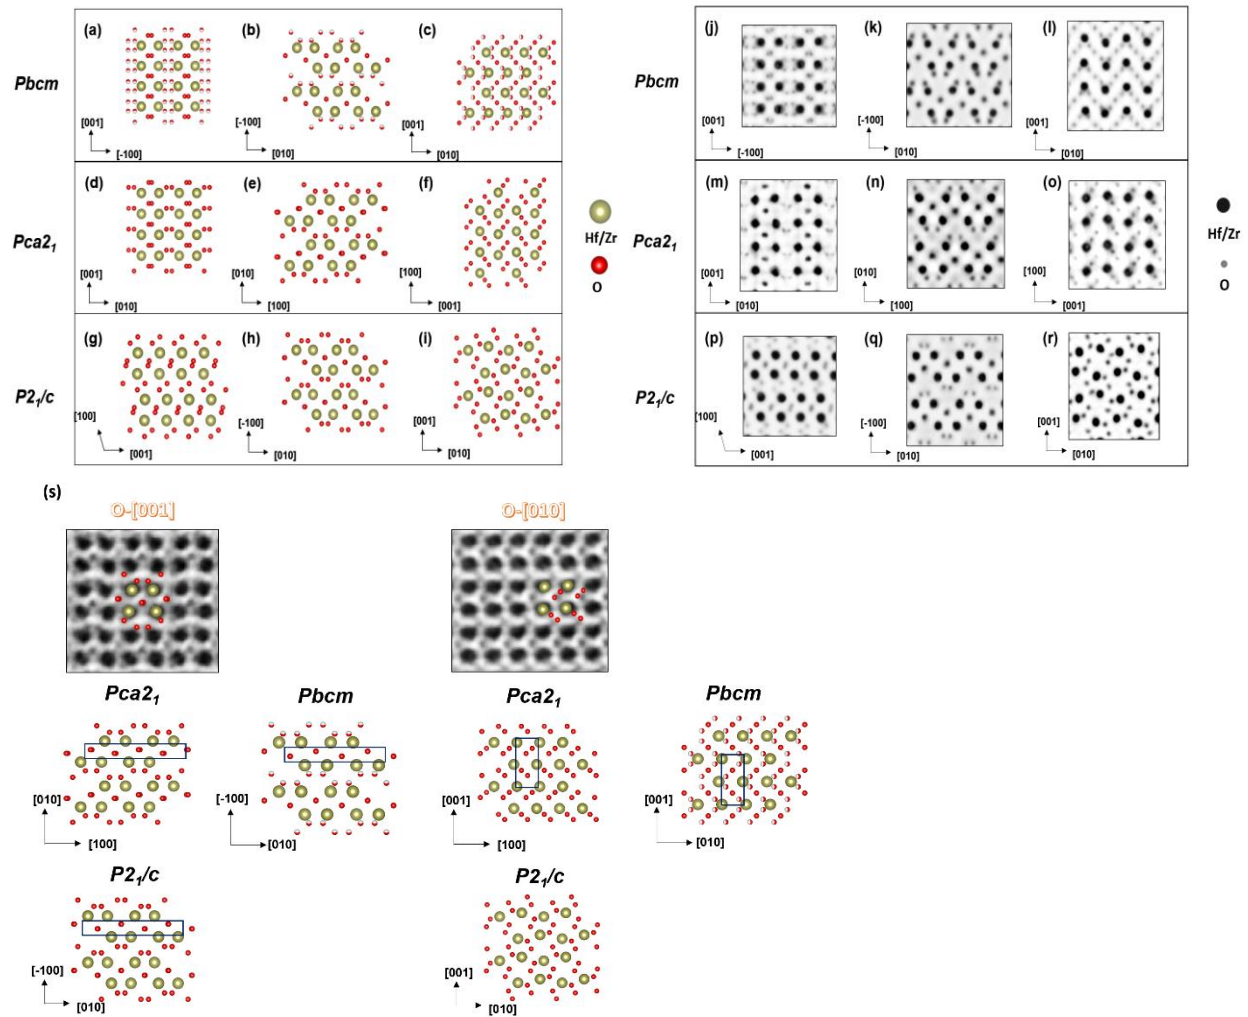 (a) (b) (c)
Pbcm
[001] [-100] [001]
[-100] [010] [010]
(d) (e) (f)
Pca2₁
[001] [010] [100]
[010] [100] [001]
(g) (h) (i)
P2₁/c
[100] [-100] [001]
[001] [010] [010]
Hf/Zr
O
(j) (k) (l)
Pbcm
[001] [-100] [001]
[-100] [010] [010]
(m) (n) (o)
Pca2₁
[001] [010] [100]
[010] [100] [001]
(p) (q) (r)
P2₁/c
[100] [-100] [001]
[001] [010] [010]
Hf/Zr
O
(s)
O-[001] O-[010]
Pca2₁ Pbcm Pca2₁ Pbcm
[010] [-100] [001] [001]
[100] [010] [100] [010]
P2₁/c P2₁/c
[-100] [001]
[010] [010]